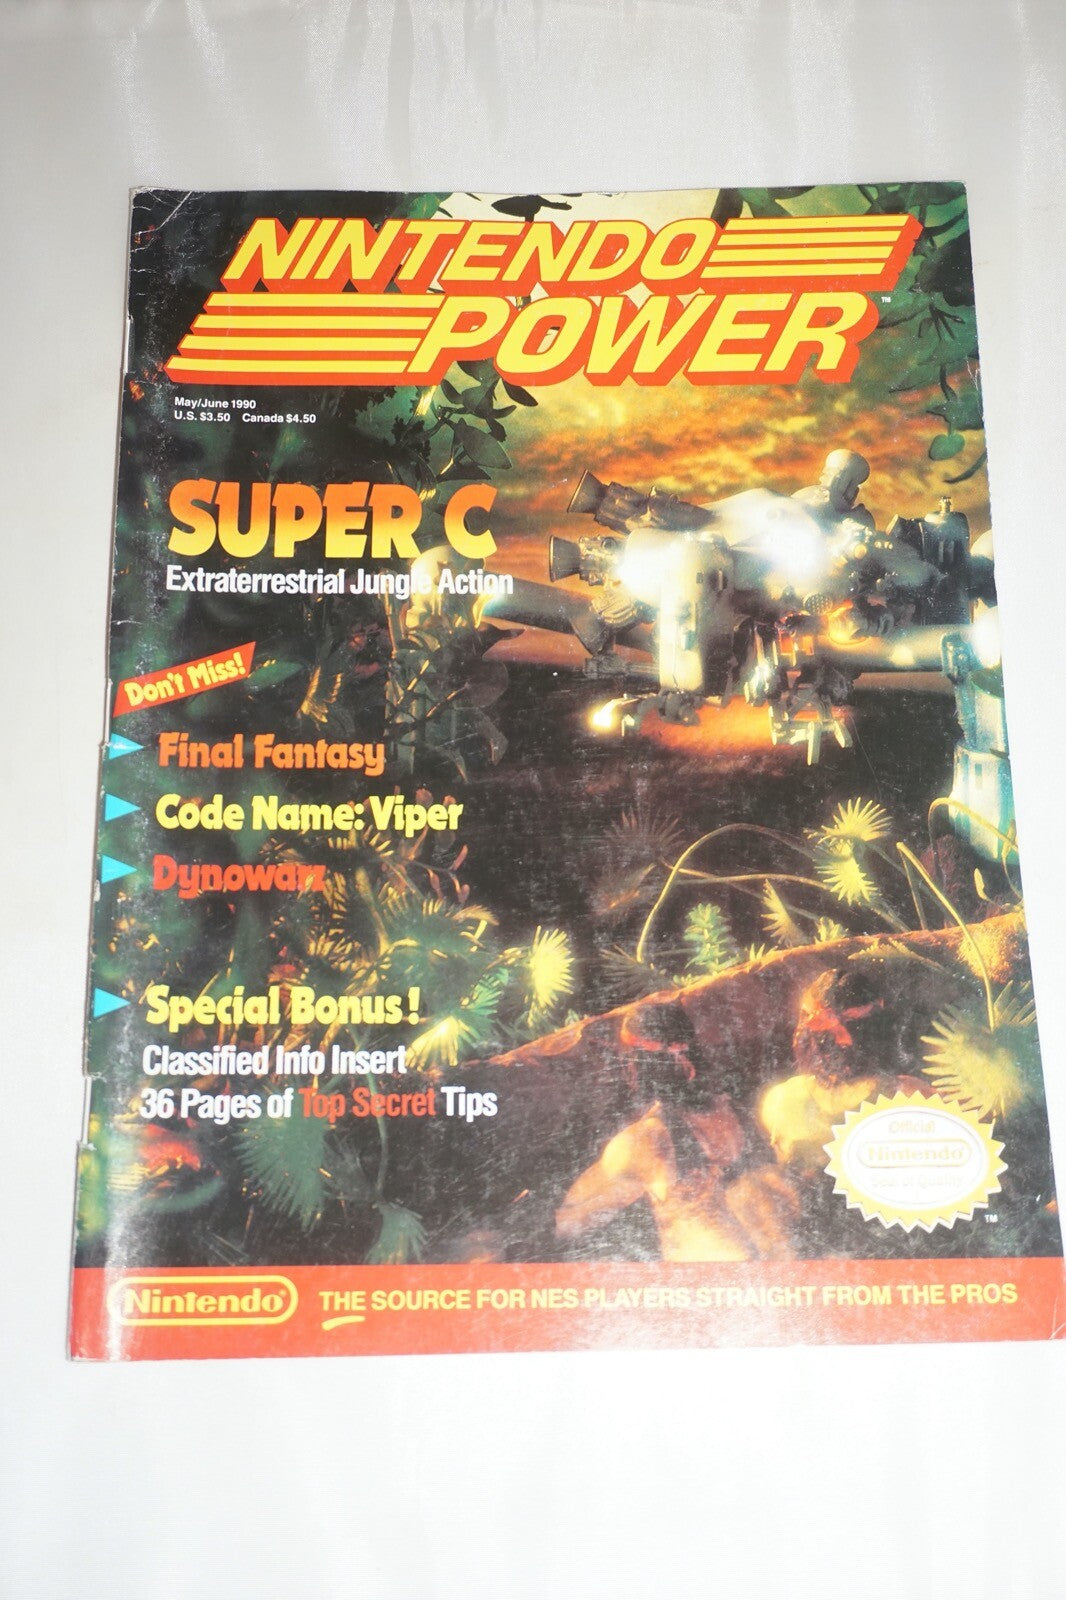 NINTENDO
POWER™
May/June 1990
U.S. $3.50 Canada $4.50
SUPER C
Extraterrestrial Jungle Action
Don't Miss!
Final Fantasy
Code Name: Viper
Dynowarz
Special Bonus!
Classified Info Insert
36 Pages of Top Secret Tips
Official
Nintendo
Seal of Quality
TM
Nintendo®
THE SOURCE FOR NES PLAYERS STRAIGHT FROM THE PROS